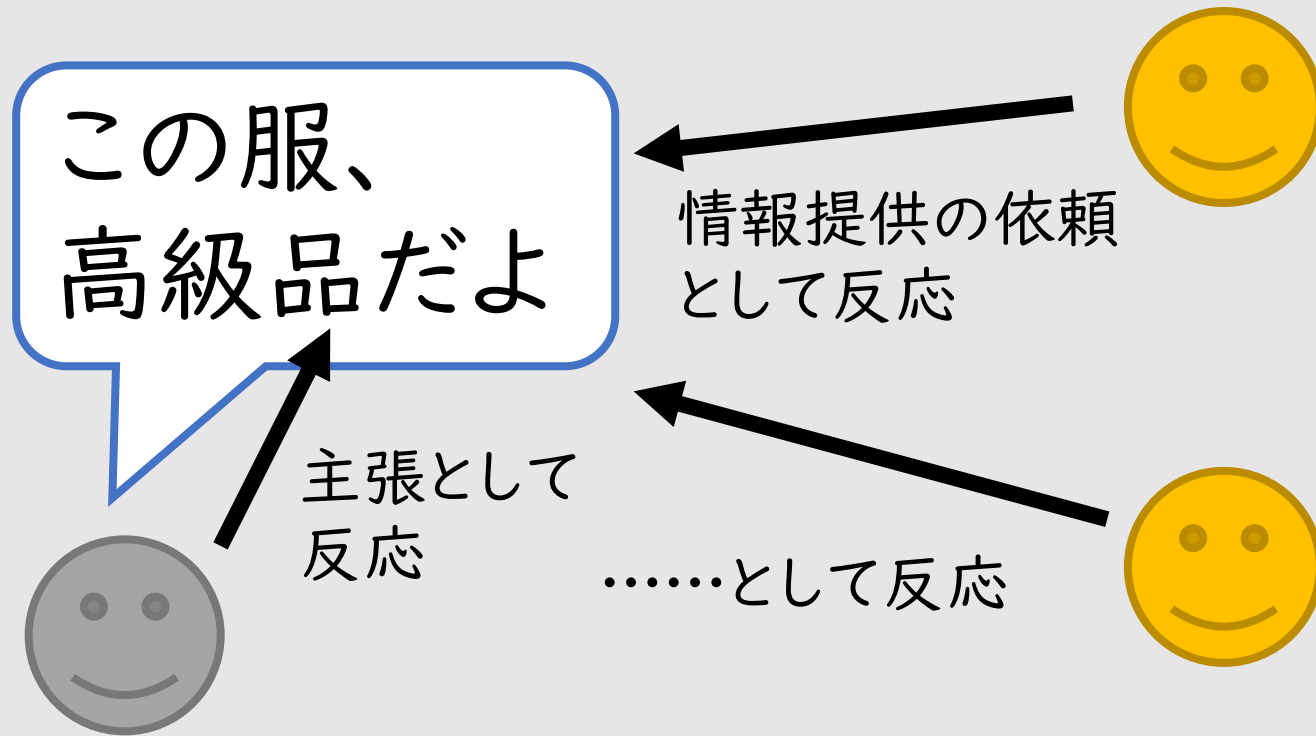 この服、
高級品だよ
情報提供の依頼
として反応
主張として
反応
……として反応